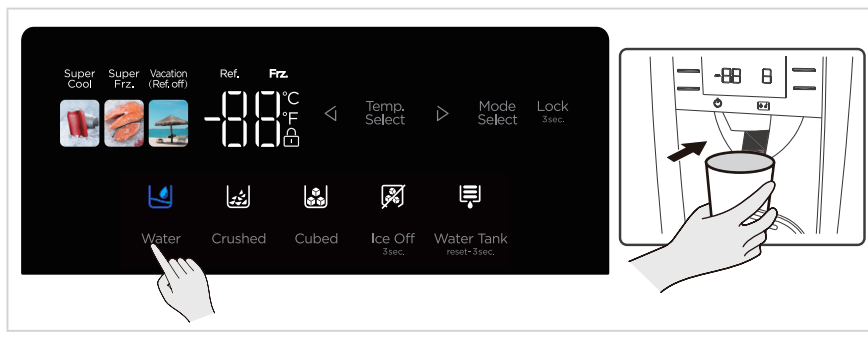 Super Cool
Super Frz.
Vacation (Ref. off)
Ref.
Frz.
-88
°C
°F
Temp. Select
Mode Select
Lock
3sec.
Water
Crushed
Cubed
Ice Off
3sec.
Water Tank
reset-3sec.
-88 8